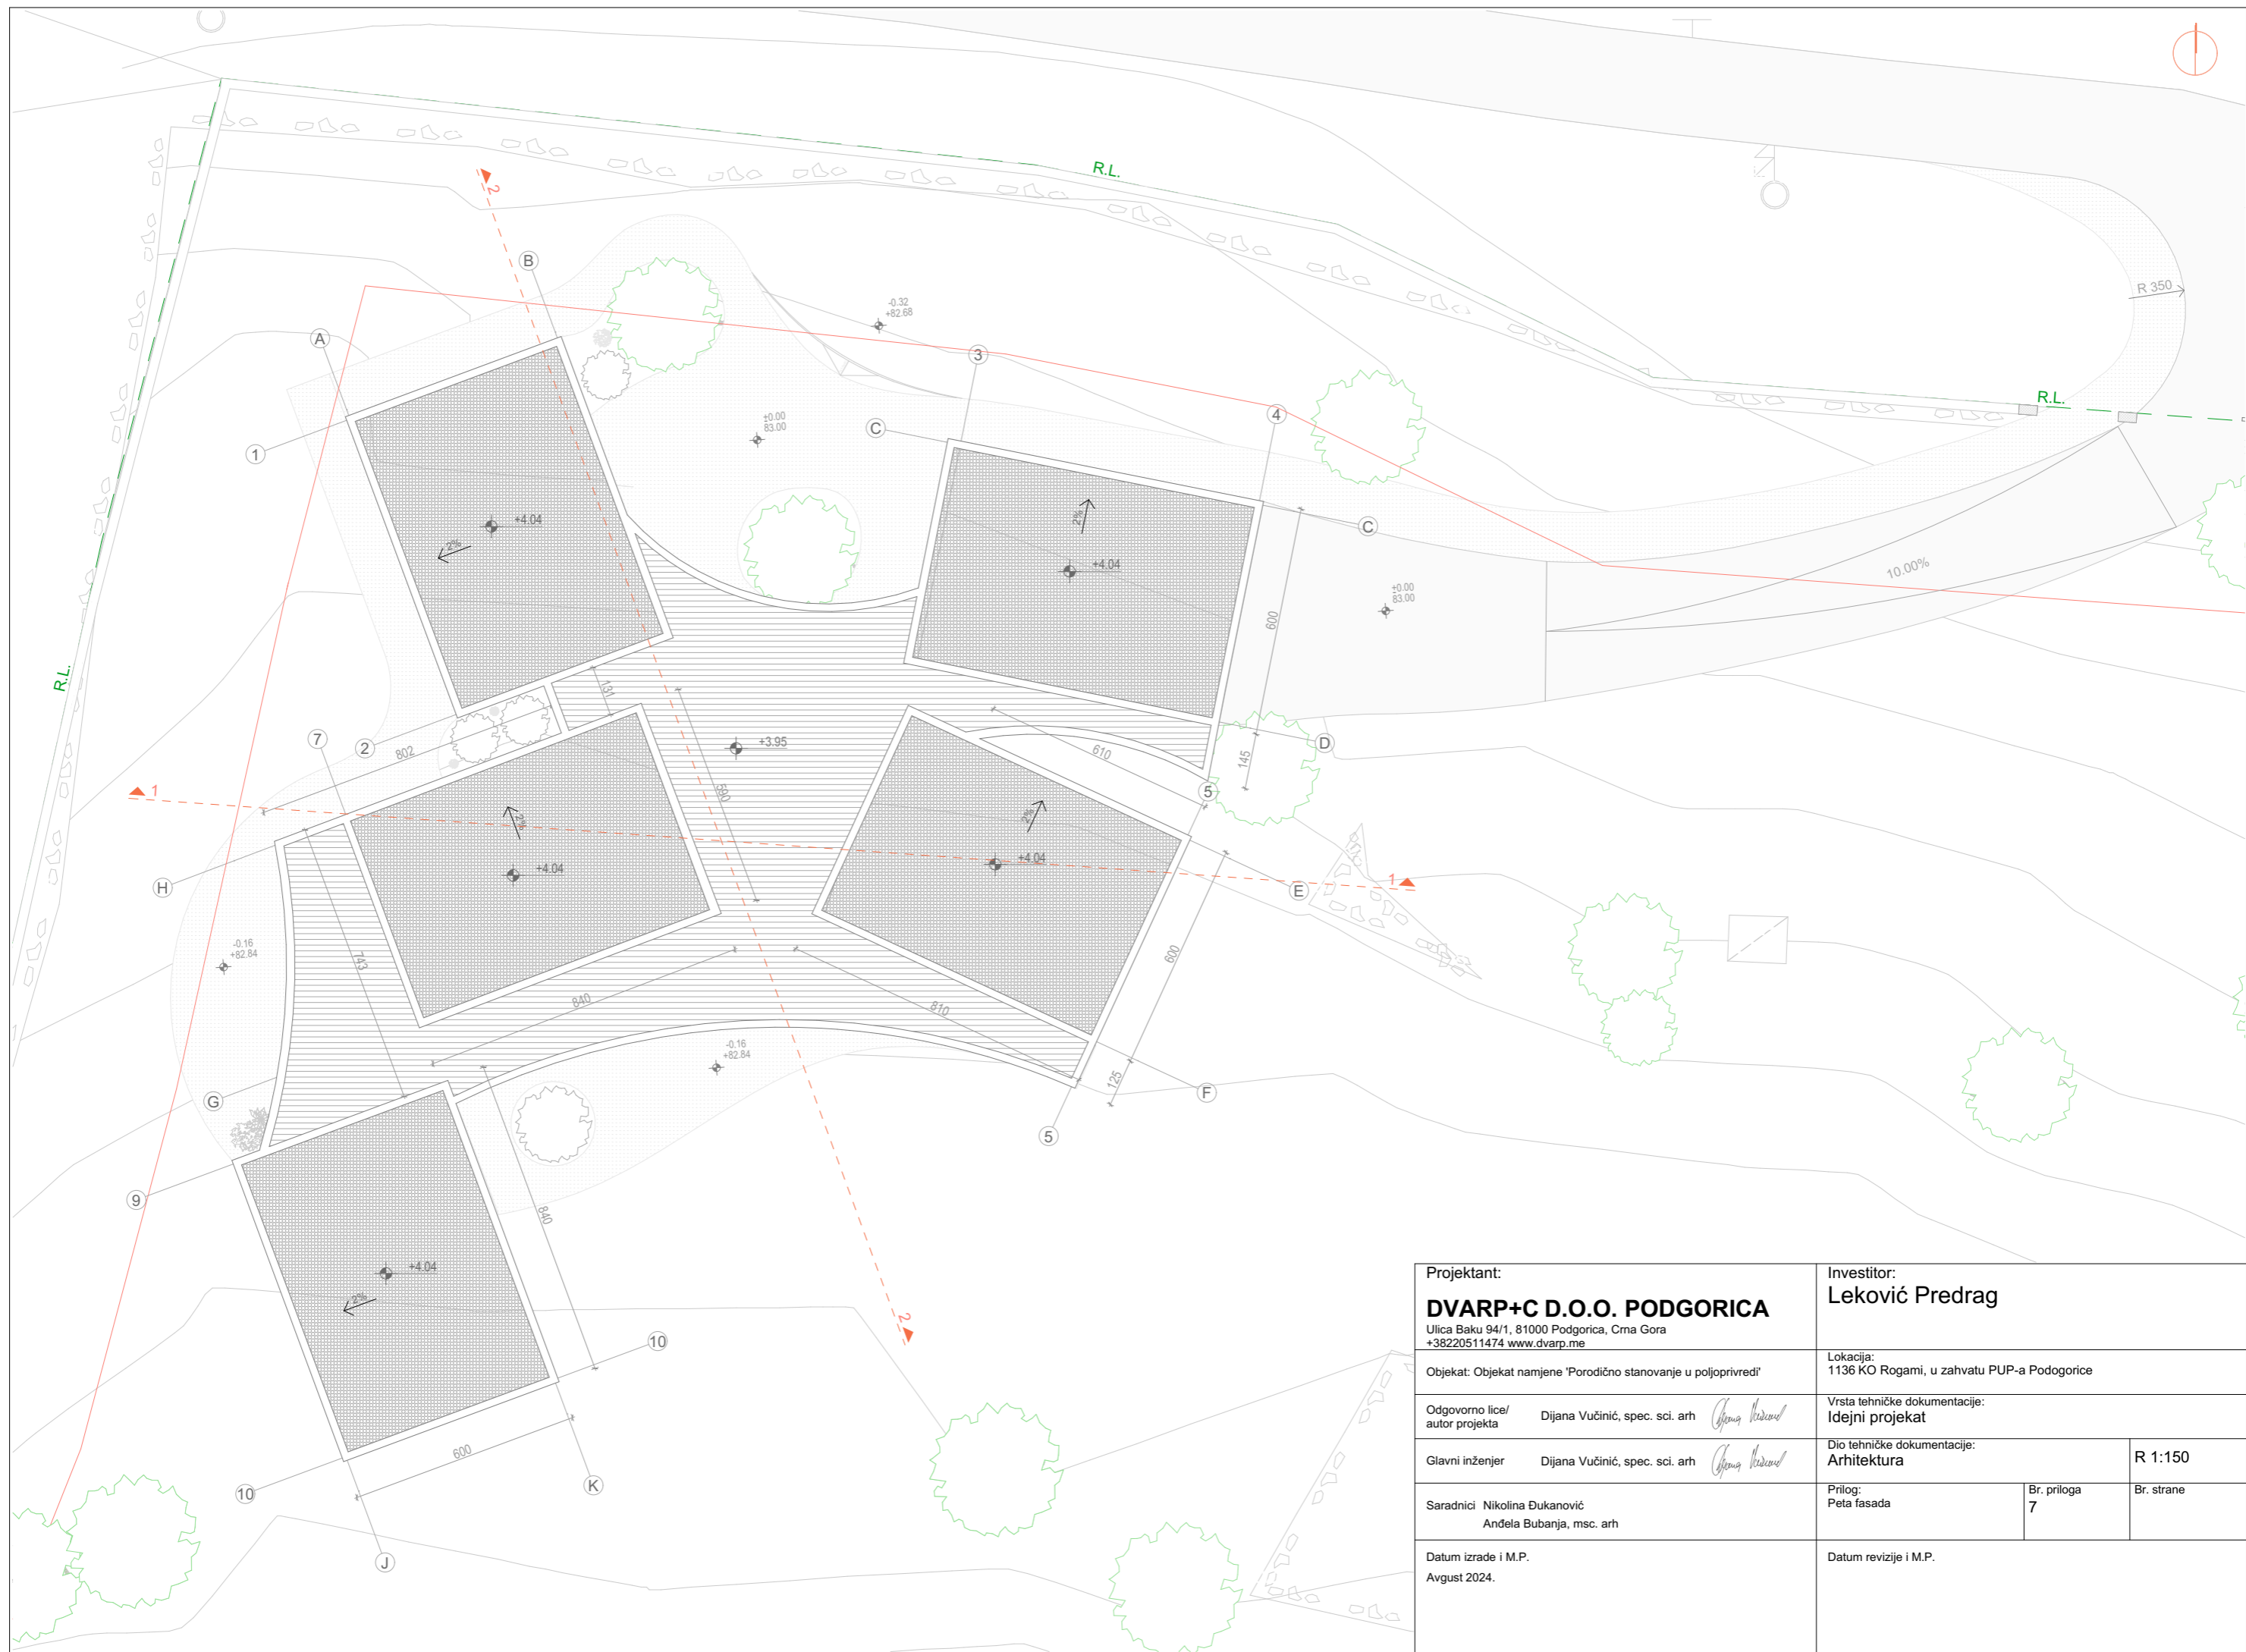 R.L.
2
B
-0.32
+82.68
R 350
A
3
R.L.
4
±0.00
83.00
C
1
+4.04
2%
2%
C
+4.04
10.00%
±0.00
83.00
600
R.L.
131
7
2
802
+3.95
610
D
145
590
1
5
2%
2%
+4.04
+4.04
1
H
E
-0.16
+82.84
743
600
840
810
-0.16
+82.84
125
G
F
5
9
840
+4.04
2%
2
10
600
10
K
J
Projektant:
DVARP+C D.O.O. PODGORICA
Ulica Baku 94/1, 81000 Podgorica, Crna Gora
+38220511474 www.dvarp.me
Investitor:
Leković Predrag
Objekat: Objekat namjene 'Porodično stanovanje u poljoprivredi'
Lokacija:
1136 KO Rogami, u zahvatu PUP-a Podogorice
Odgovorno lice/
autor projekta
Dijana Vučinić, spec. sci. arh
Vrsta tehničke dokumentacije:
Idejni projekat
Glavni inženjer
Dijana Vučinić, spec. sci. arh
Dio tehničke dokumentacije:
Arhitektura
R 1:150
Saradnici Nikolina Đukanović
Anđela Bubanja, msc. arh
Prilog:
Peta fasada
Br. priloga
7
Br. strane
Datum izrade i M.P.
Avgust 2024.
Datum revizije i M.P.